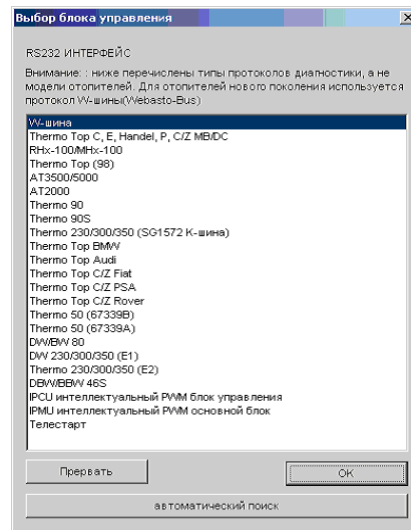 Выбор блока управления
RS232 ИНТЕРФЕЙС
Внимание: : ниже перечислены типы протоколов диагностики, а не
модели отопителей. Для отопителей нового поколения используется
протокол W-шины(Webasto-Bus)
W-шина
Thermo Top C, E, Handel, P, C/Z MB/DC
RHx-100/MHx-100
Thermo Top (98)
AT3500/5000
AT2000
Thermo 90
Thermo 90S
Thermo 230/300/350 (SG1572 К-шина)
Thermo Top BMW
Thermo Top Audi
Thermo Top C/Z Fiat
Thermo Top C/Z PSA
Thermo Top C/Z Rover
Thermo 50 (67339B)
Thermo 50 (67339A)
DW/BW 80
DW 230/300/350 (E1)
Thermo 230/300/350 (E2)
DBW/BBW 46S
IPCU интеллектуальный PWM блок управления
IPMU интеллектуальный PWM основной блок
Телестарт
Прервать
OK
автоматический поиск